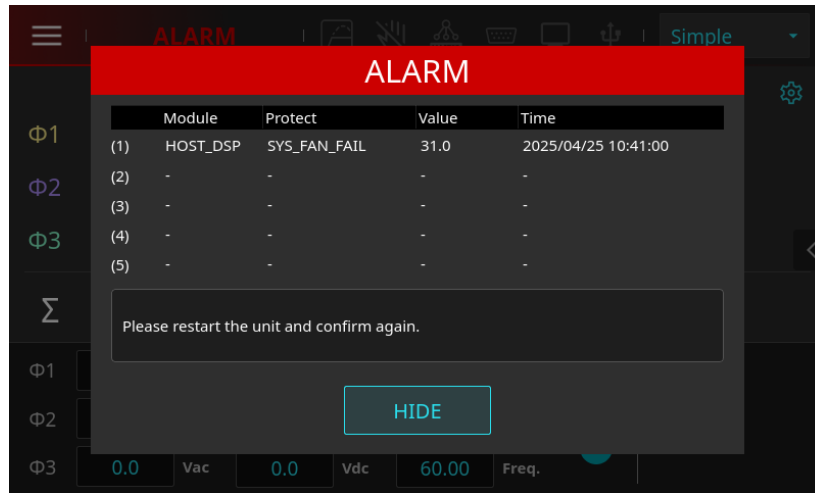 ALARM Simple
ALARM
Module Protect Value Time
(1) HOST_DSP SYS_FAN_FAIL 31.0 2025/04/25 10:41:00
(2) - - - -
(3) - - - -
(4) - - - -
(5) - - - -
Φ1
Φ2
Φ3
Σ
Please restart the unit and confirm again.
HIDE
Φ1
Φ2
Φ3 0.0 Vac 0.0 Vdc 60.00 Freq.